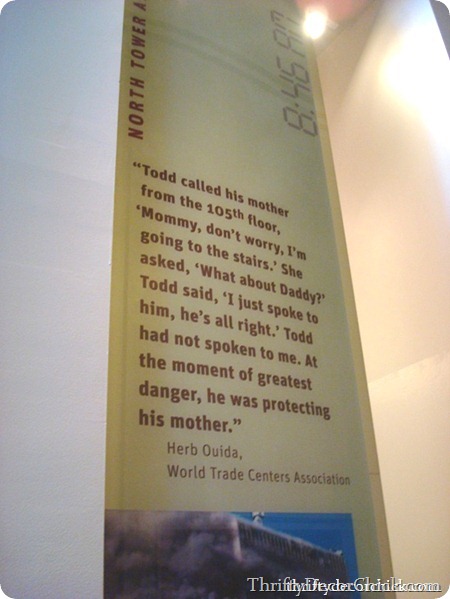 NORTH TOWER
8:46 AM
“Todd called his mother
from the 105th floor,
‘Mommy, don’t worry, I’m
going to the stairs.’ She
asked, ‘What about Daddy?’
Todd said, ‘I just spoke to
him, he’s all right.’ Todd
had not spoken to me. At
the moment of greatest
danger, he was protecting
his mother.”
Herb Ouida,
World Trade Centers Association
ThriftyDecorChick.com